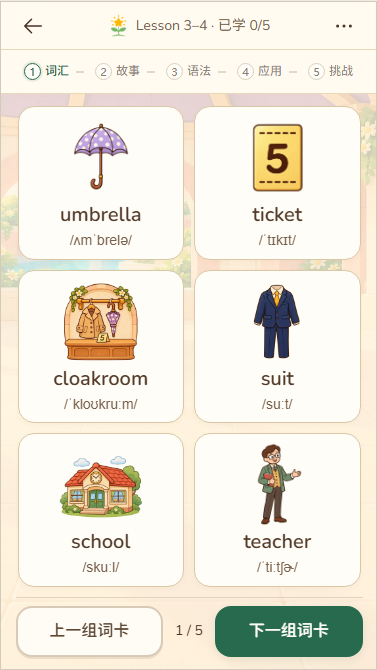 Lesson 3–4 · 已学 0/5
1 词汇 2 故事 3 语法 4 应用 5 挑战
5
umbrella
/ʌmˈbrelə/
ticket
/ˈtɪkɪt/
5
cloakroom
/ˈkloʊkruːm/
suit
/suːt/
school
/skuːl/
teacher
/ˈtiːtʃɚ/
上一组词卡 1 / 5 下一组词卡